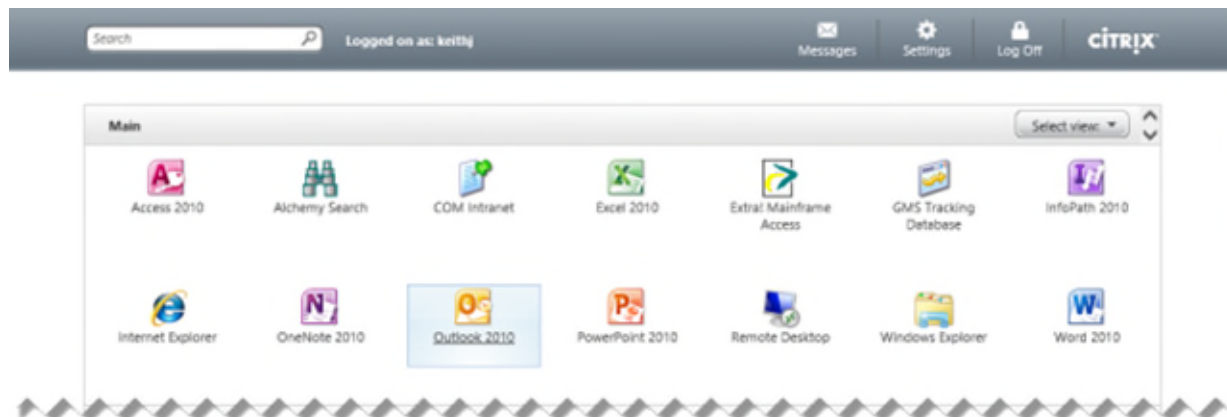 Search
Logged on as: keithj
Messages
Settings
Log Off
CITRIX
Main
Select view:
Access 2010
Alchemy Search
COM Intranet
Excel 2010
Extra! Mainframe
Access
GMS Tracking
Database
InfoPath 2010
Internet Explorer
OneNote 2010
Outlook 2010
PowerPoint 2010
Remote Desktop
Windows Explorer
Word 2010